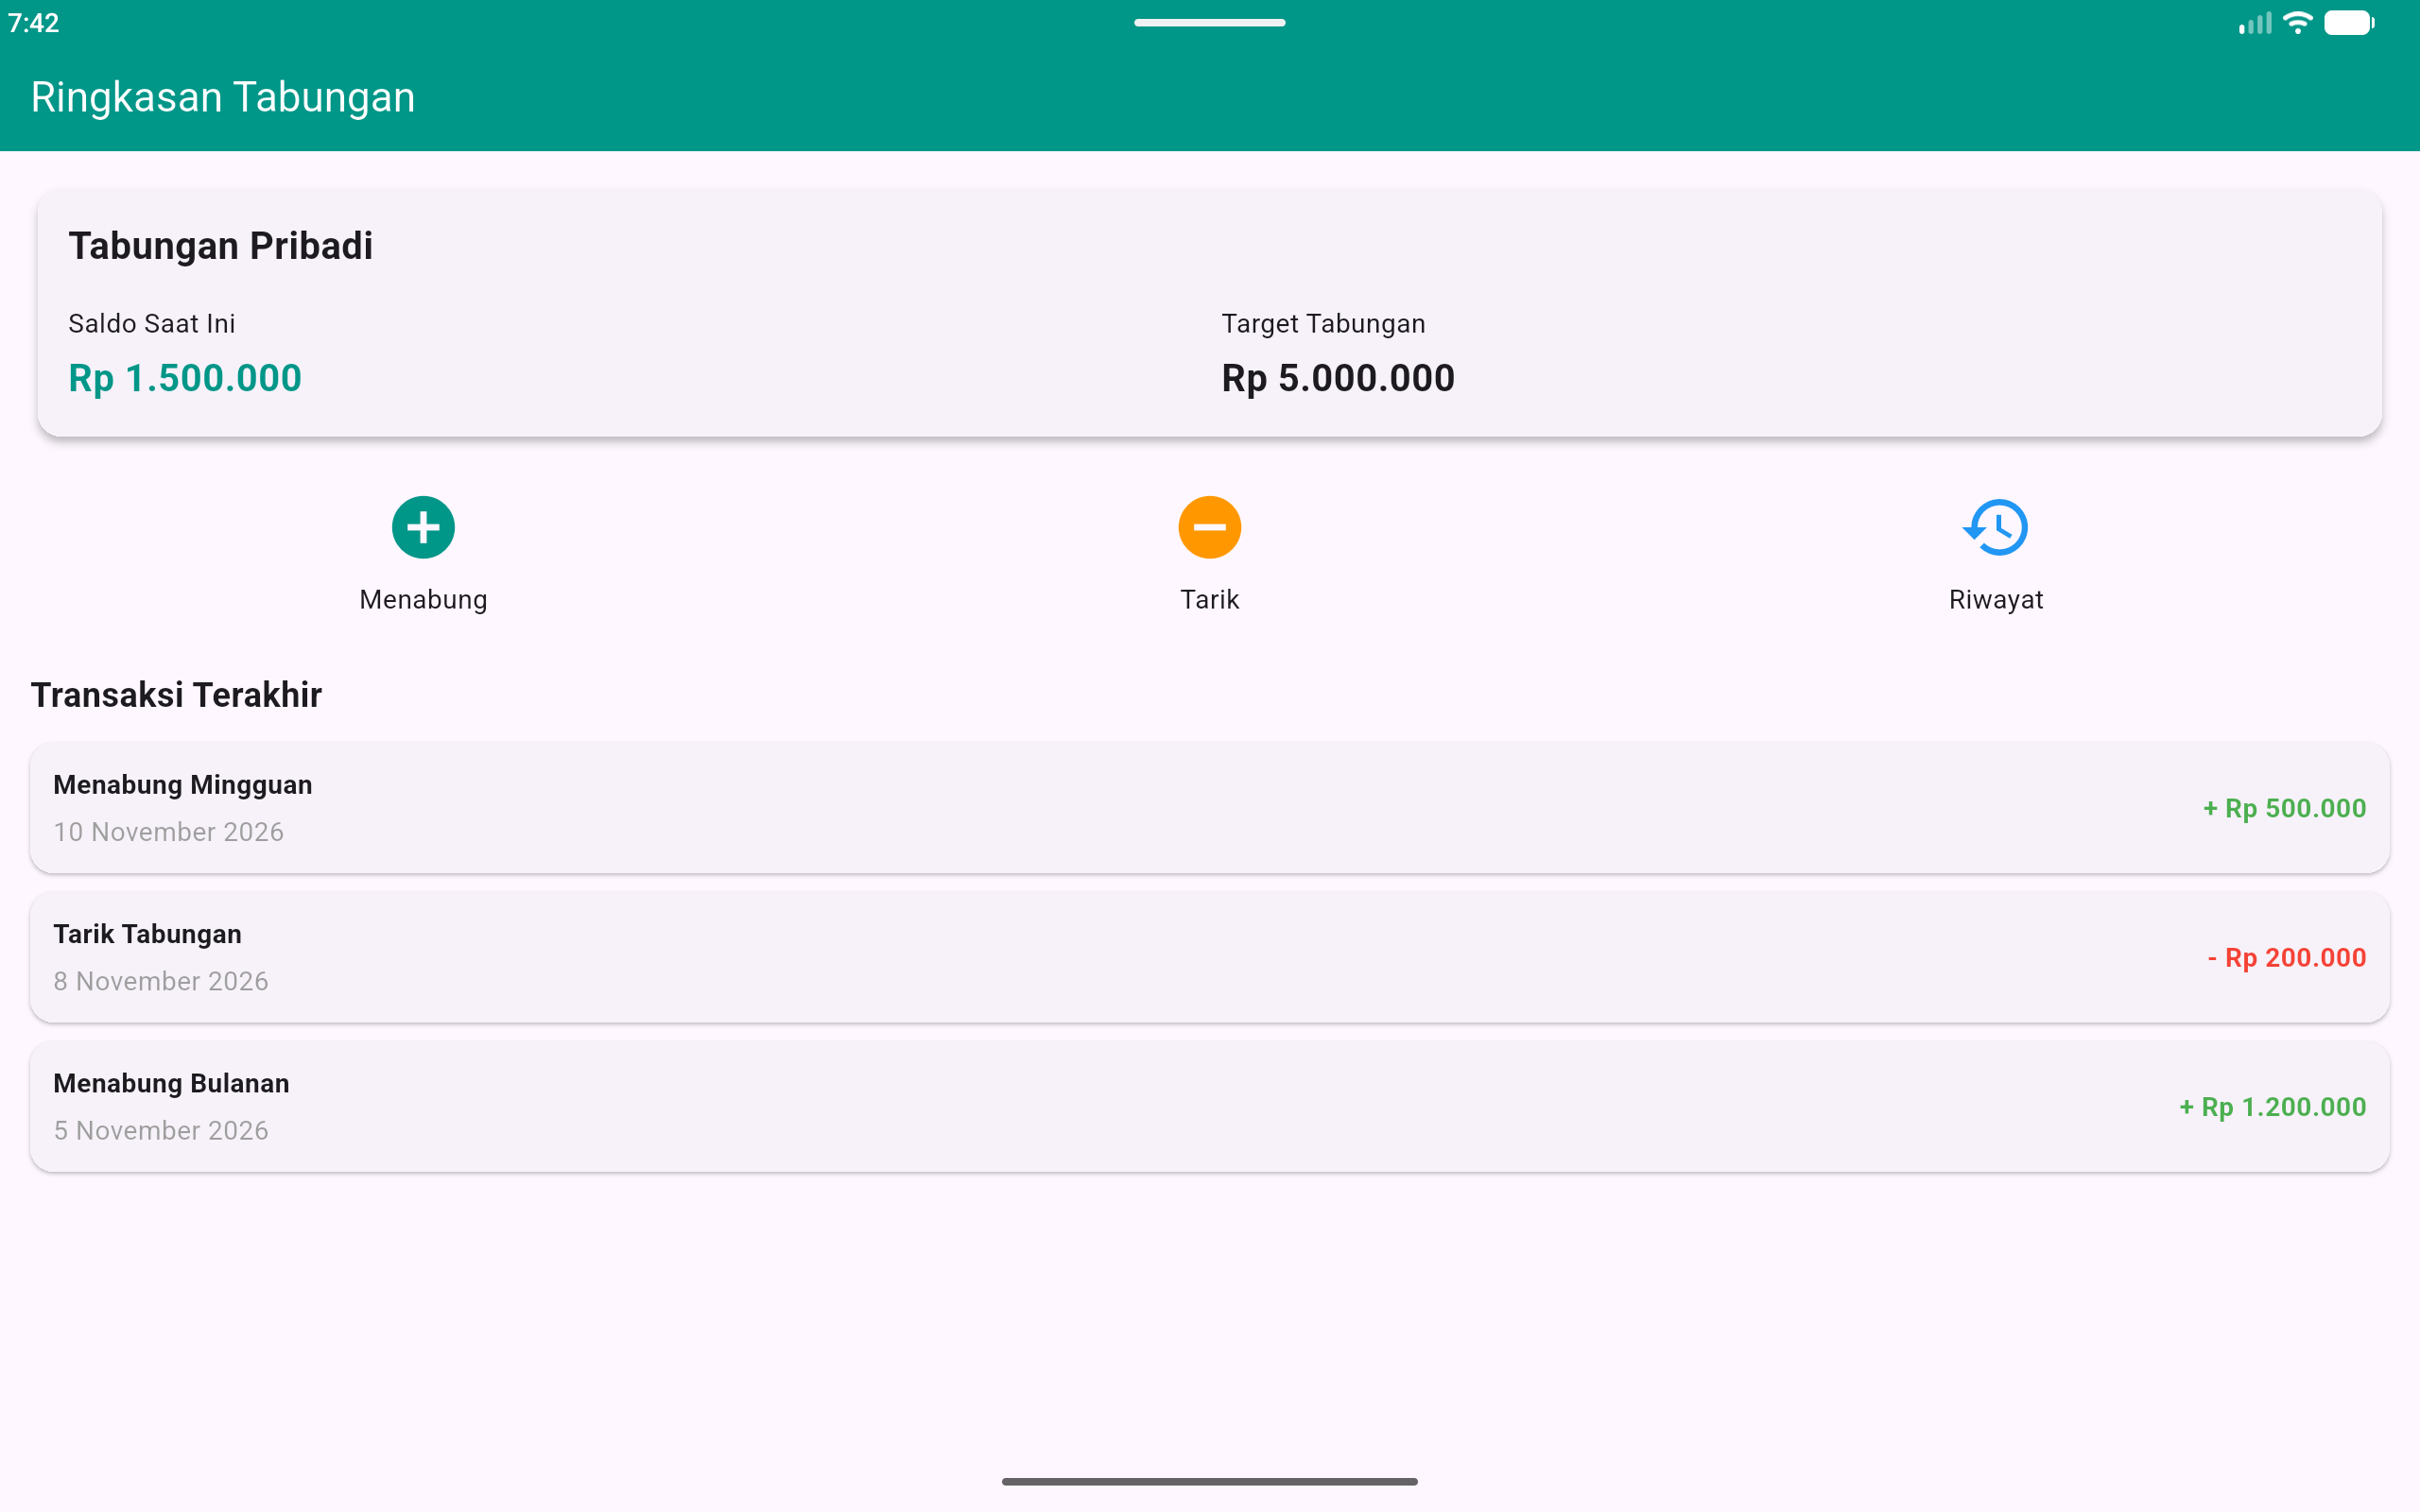 7:42
Ringkasan Tabungan
Tabungan Pribadi
Saldo Saat Ini
Target Tabungan
Rp 1.500.000
Rp 5.000.000
Menabung
Tarik
Riwayat
Transaksi Terakhir
Menabung Mingguan
10 November 2026
+ Rp 500.000
Tarik Tabungan
8 November 2026
- Rp 200.000
Menabung Bulanan
5 November 2026
+ Rp 1.200.000